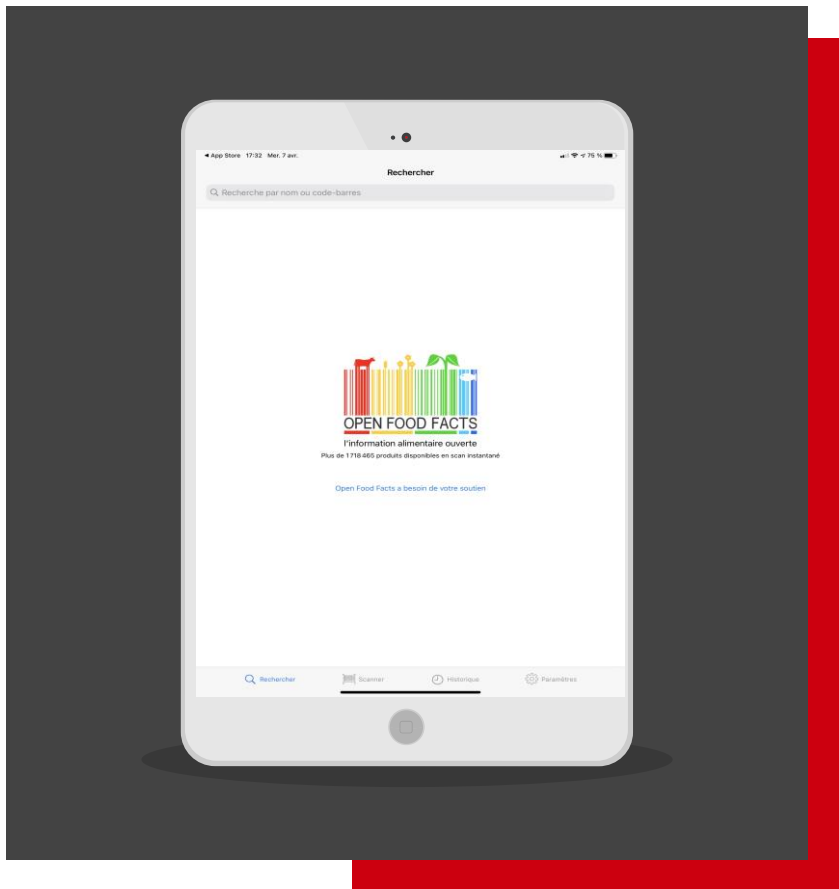 App Store 17:32 Mer. 7 avr. 75 %
Rechercher
Recherche par nom ou code-barres
OPEN FOOD FACTS
l'information alimentaire ouverte
Plus de 1 718 465 produits disponibles en scan instantané
Open Food Facts a besoin de votre soutien
Rechercher Scanner Historique Paramètres